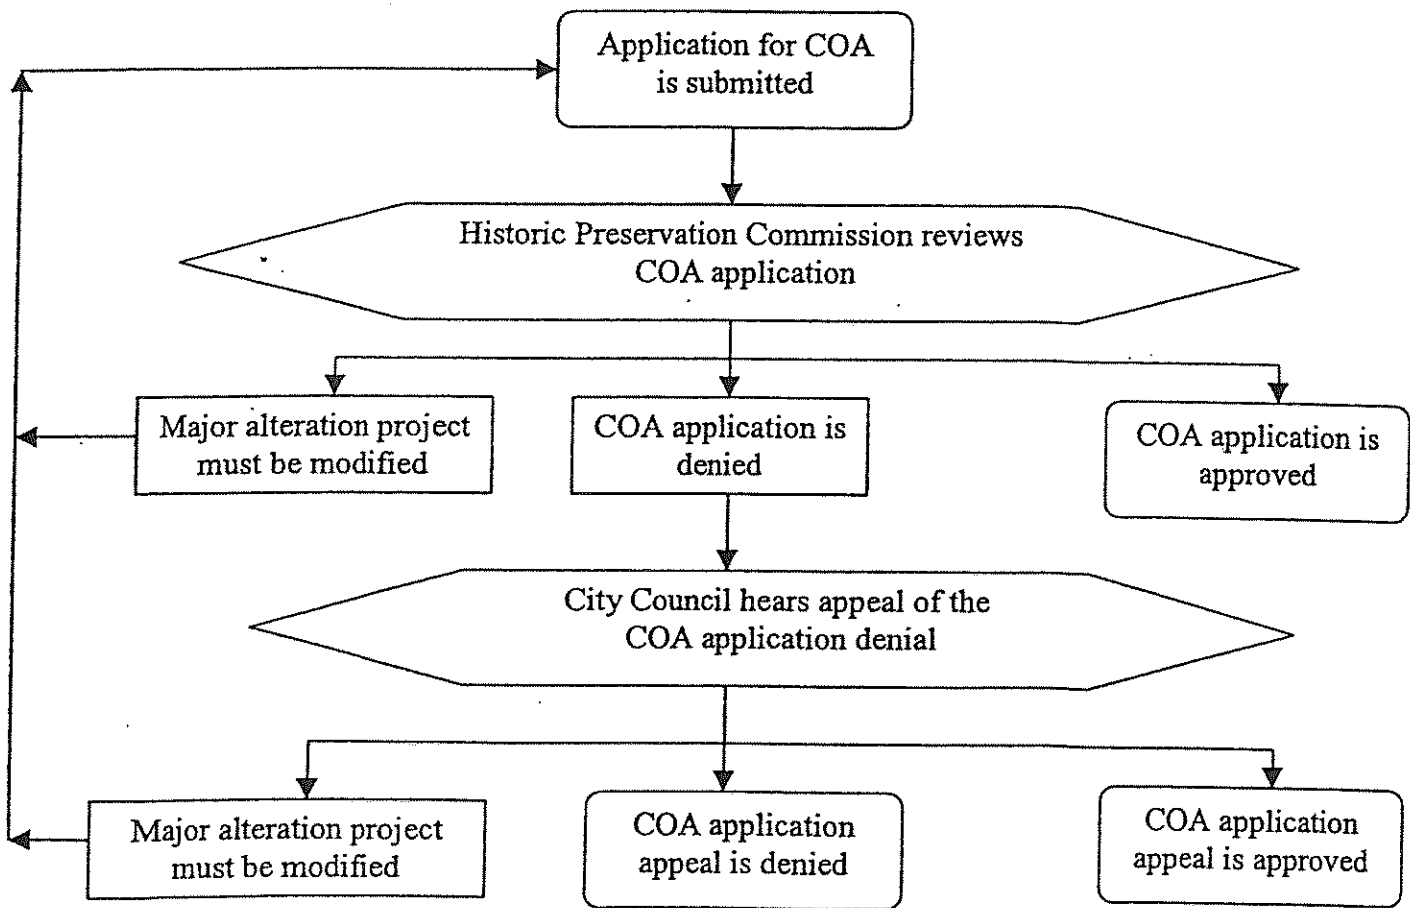 Application for COA
is submitted
Historic Preservation Commission reviews
COA application
Major alteration project
must be modified
COA application is
denied
COA application is
approved
City Council hears appeal of the
COA application denial
Major alteration project
must be modified
COA application
appeal is denied
COA application
appeal is approved